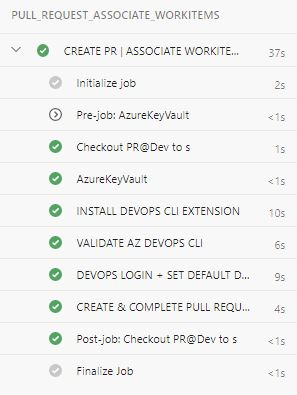 PULL_REQUEST_ASSOCIATE_WORKITEMS
CREATE PR | ASSOCIATE WORKITE... 37s
Initialize job 2s
Pre-job: AzureKeyVault <1s
Checkout PR@Dev to s 1s
AzureKeyVault <1s
INSTALL DEVOPS CLI EXTENSION 10s
VALIDATE AZ DEVOPS CLI 6s
DEVOPS LOGIN + SET DEFAULT D... 9s
CREATE & COMPLETE PULL REQU... 4s
Post-job: Checkout PR@Dev to s <1s
Finalize Job <1s